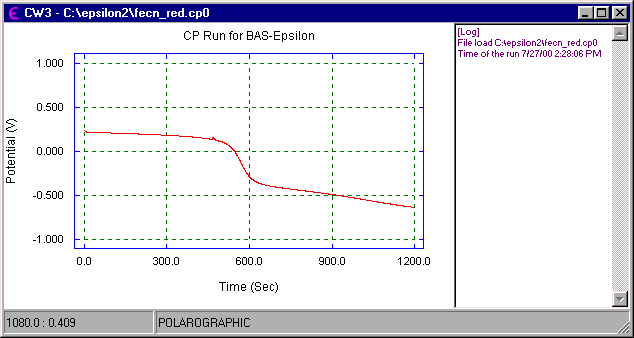 CW3 - C:\epsilon2\fecn_red.cp0
CP Run for BAS-Epsilon
1.000
0.500
0.000
-0.500
-1.000
Potential (V)
0.0 300.0 600.0 900.0 1200.0
Time (Sec)
[Log]
File load C:\epsilon2\fecn_red.cp0
Time of the run 7/27/00 2:28:06 PM
1080.0 : 0.409
POLAROGRAPHIC